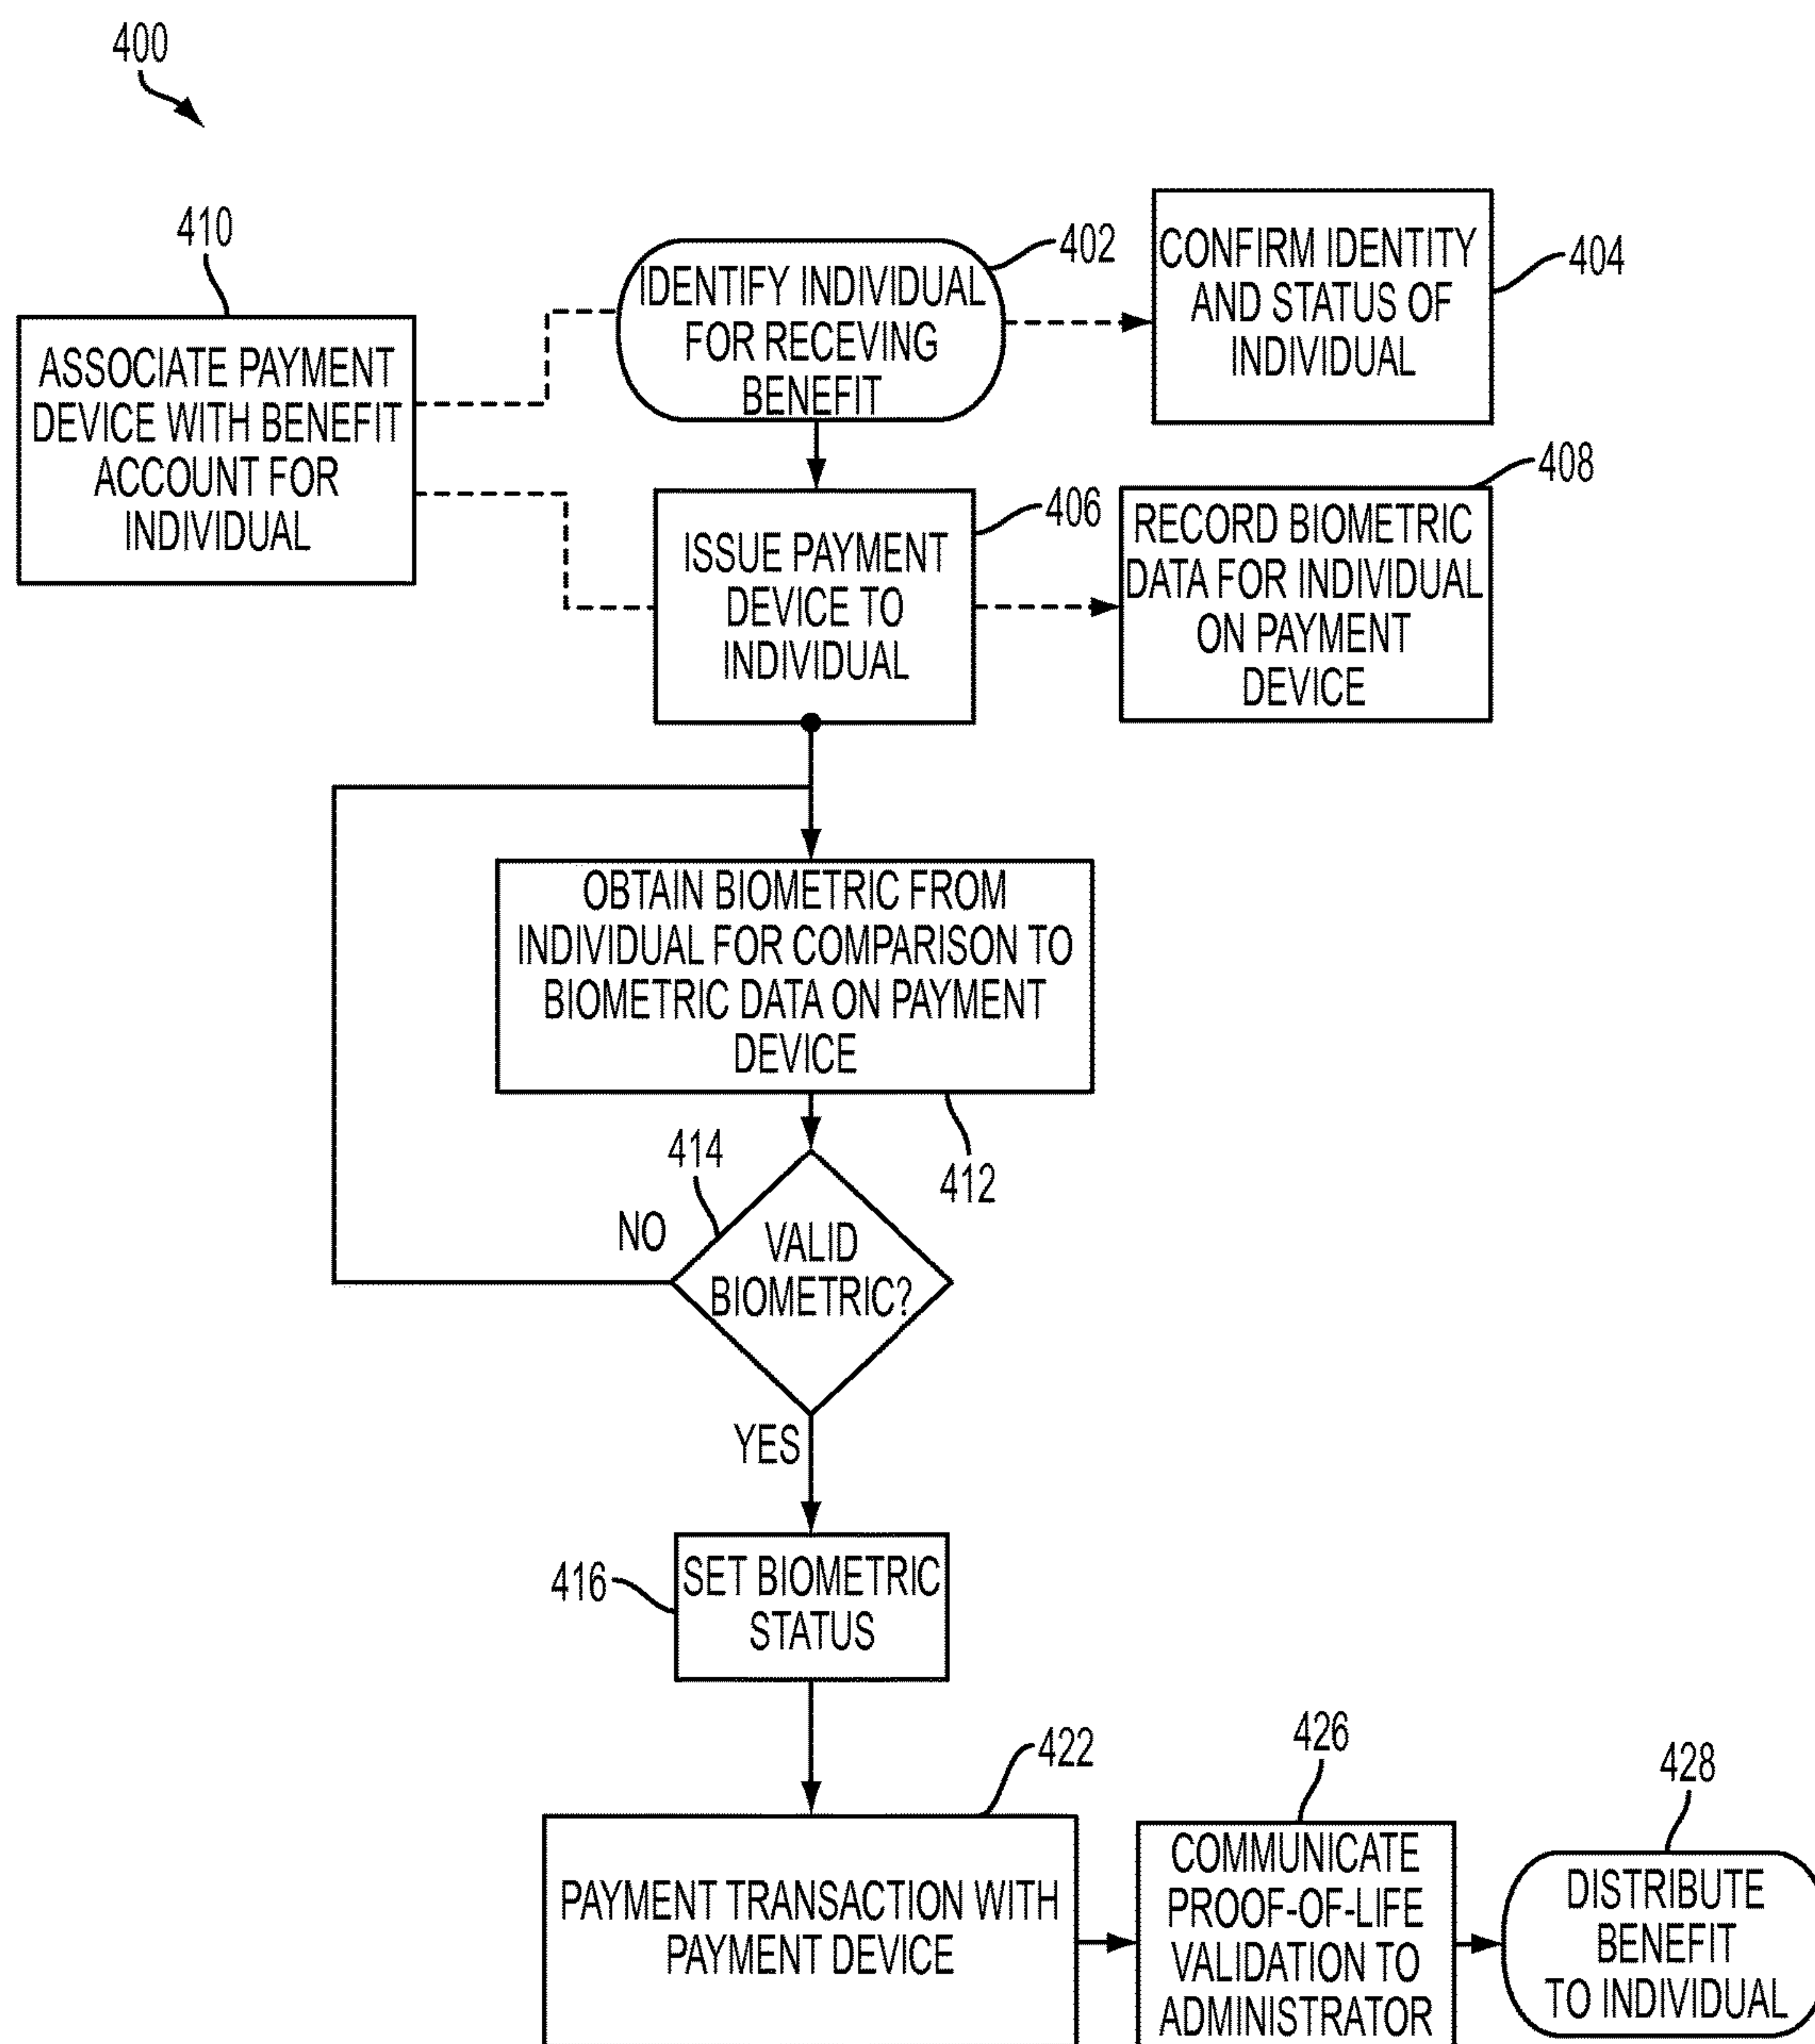 400
410
ASSOCIATE PAYMENT
DEVICE WITH BENEFIT
ACCOUNT FOR
INDIVIDUAL
402
IDENTIFY INDIVIDUAL
FOR RECEVING
BENEFIT
404
CONFIRM IDENTITY
AND STATUS OF
INDIVIDUAL
406
ISSUE PAYMENT
DEVICE TO
INDIVIDUAL
408
RECORD BIOMETRIC
DATA FOR INDIVIDUAL
ON PAYMENT
DEVICE
OBTAIN BIOMETRIC FROM
INDIVIDUAL FOR COMPARISON TO
BIOMETRIC DATA ON PAYMENT
DEVICE
412
414
NO
VALID
BIOMETRIC?
YES
416
SET BIOMETRIC
STATUS
422
PAYMENT TRANSACTION WITH
PAYMENT DEVICE
426
COMMUNICATE
PROOF-OF-LIFE
VALIDATION TO
ADMINISTRATOR
428
DISTRIBUTE
BENEFIT
TO INDIVIDUAL